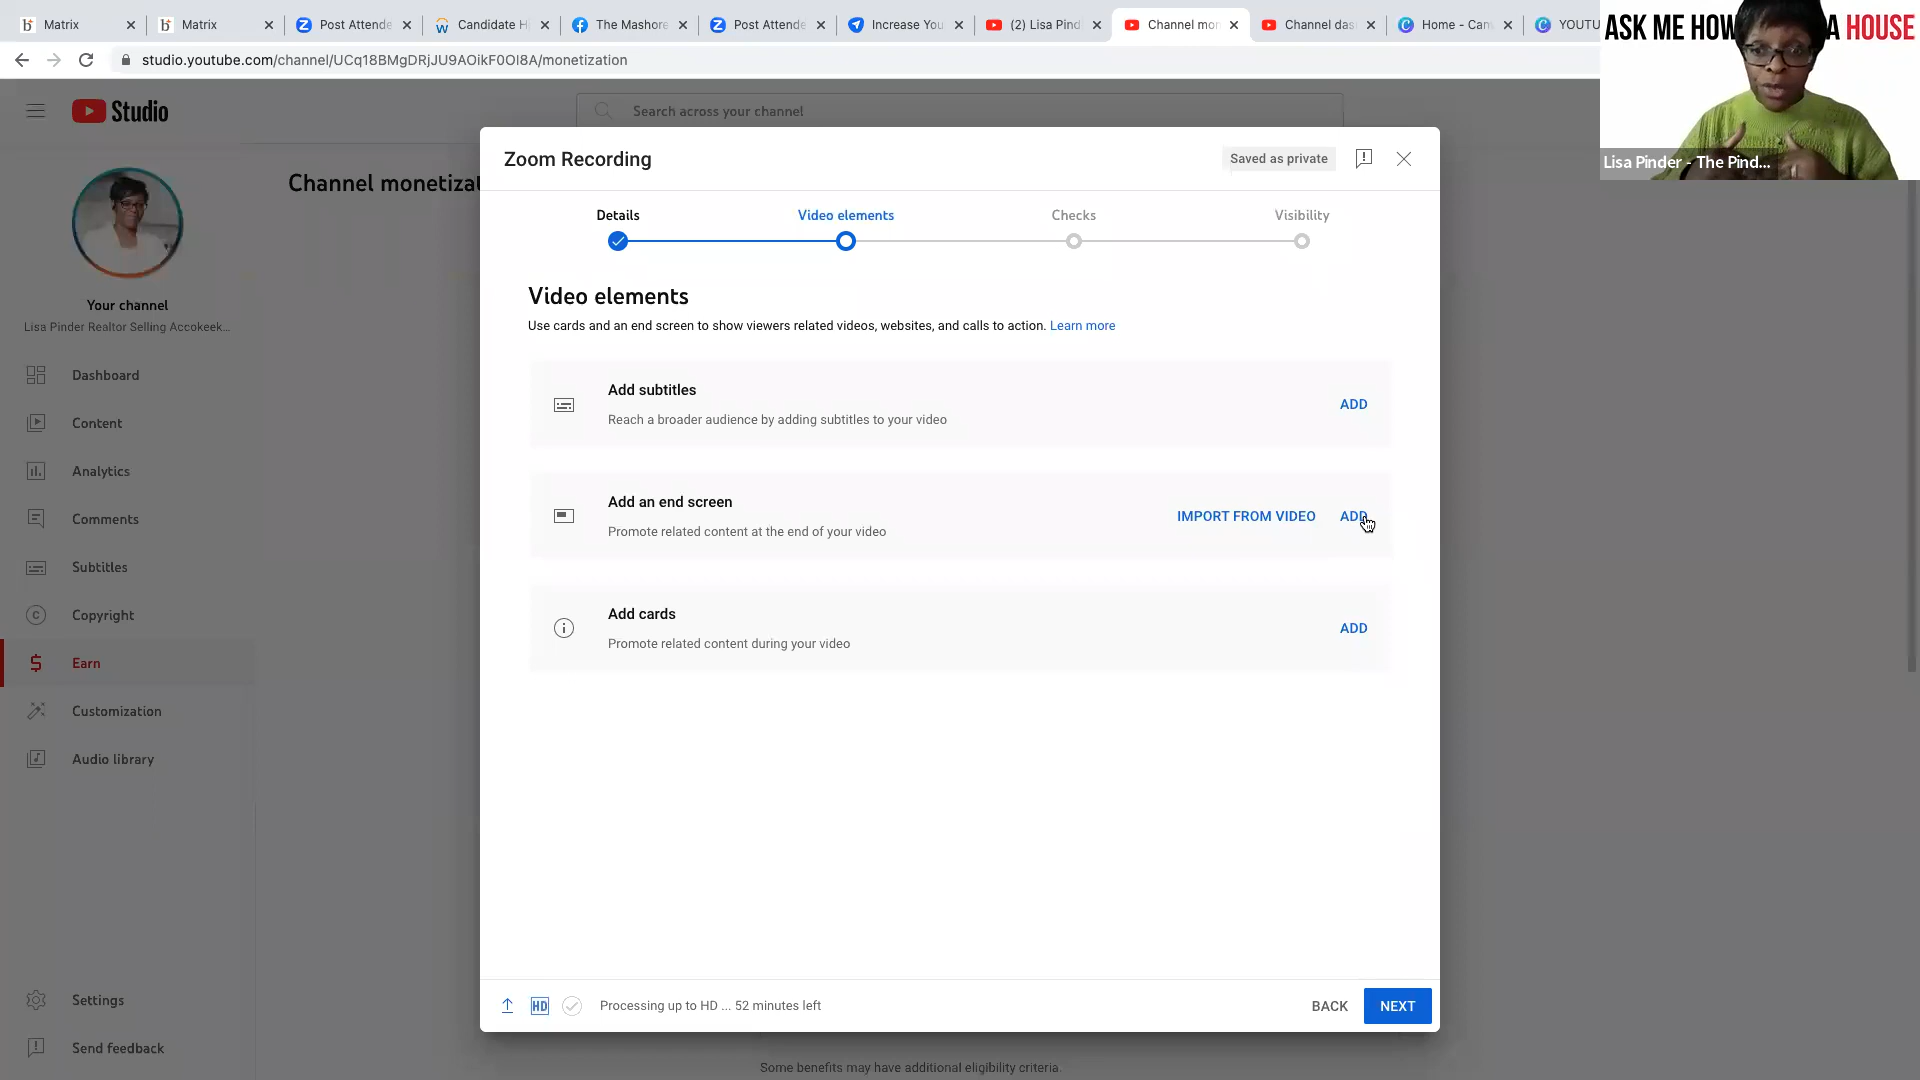 Matrix
Matrix
Post Attende
Candidate H
The Mashore
Post Attende
Increase You
(2) Lisa Pind
Channel mon
Channel das
Home - Can
YOUTU
studio.youtube.com/channel/UCq18BMgDRjJU9AOikF0OI8A/monetization
ASK ME HOW A HOUSE
Lisa Pinder - The Pind...
Studio
Search across your channel
Channel monetizat
Your channel
Lisa Pinder Realtor Selling Accokeek...
Dashboard
Content
Analytics
Comments
Subtitles
Copyright
Earn
Customization
Audio library
Settings
Send feedback
Zoom Recording
Saved as private
Details
Video elements
Checks
Visibility
Video elements
Use cards and an end screen to show viewers related videos, websites, and calls to action. Learn more
Add subtitles
Reach a broader audience by adding subtitles to your video
ADD
Add an end screen
Promote related content at the end of your video
IMPORT FROM VIDEO
ADD
Add cards
Promote related content during your video
ADD
HD
Processing up to HD ... 52 minutes left
BACK
NEXT
Some benefits may have additional eligibility criteria.